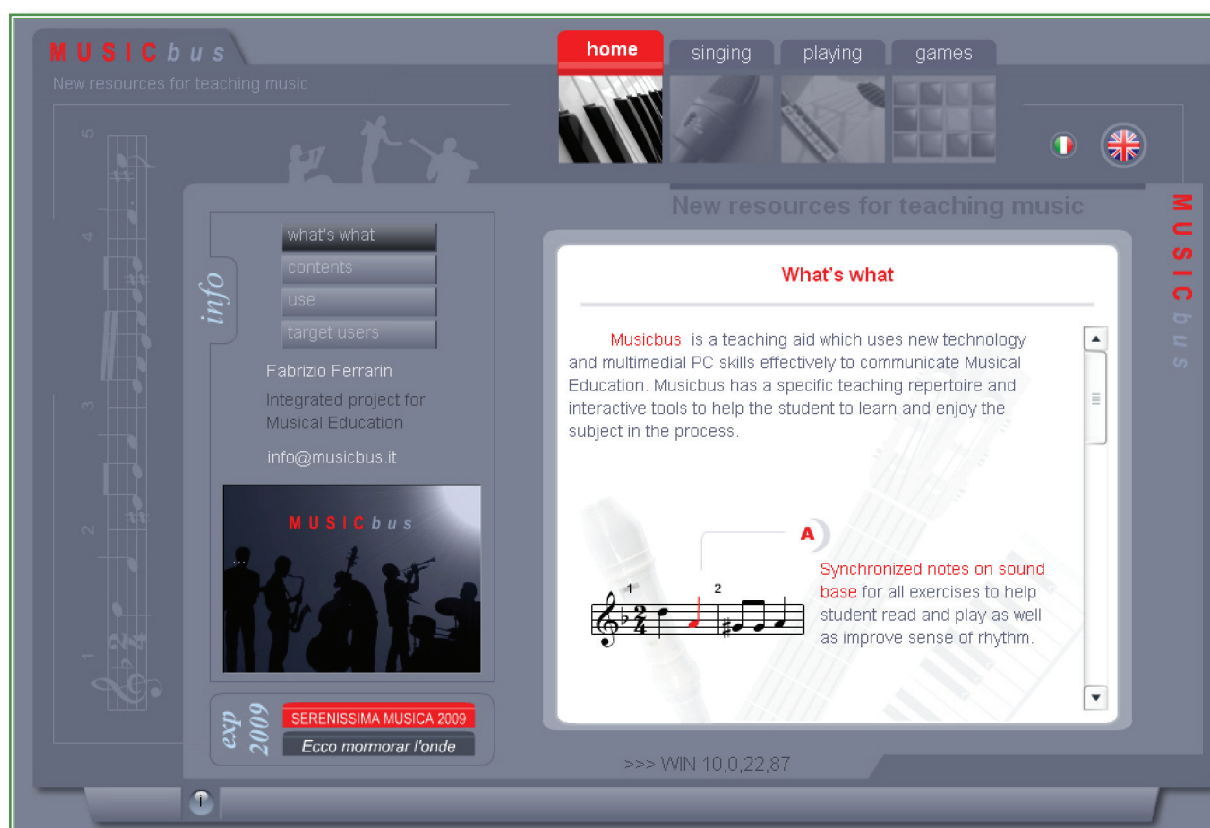 MUSICbus
New resources for teaching music
home
singing
playing
games
5
4
3
2
1
New resources for teaching music
MUSICbus
info
what's what
contents
use
target users
Fabrizio Ferrarin
Integrated project for
Musical Education
info@musicbus.it
MUSICbus
exp
2009
SERENISSIMA MUSICA 2009
Ecco mormorar l'onde
What's what
Musicbus is a teaching aid which uses new technology
and multimedial PC skills effectively to communicate Musical
Education. Musicbus has a specific teaching repertoire and
interactive tools to help the student to learn and enjoy the
subject in the process.
A
1 2
2
4
Synchronized notes on sound
base for all exercises to help
student read and play as well
as improve sense of rhythm.
>>> WIN 10,0,22,87
i